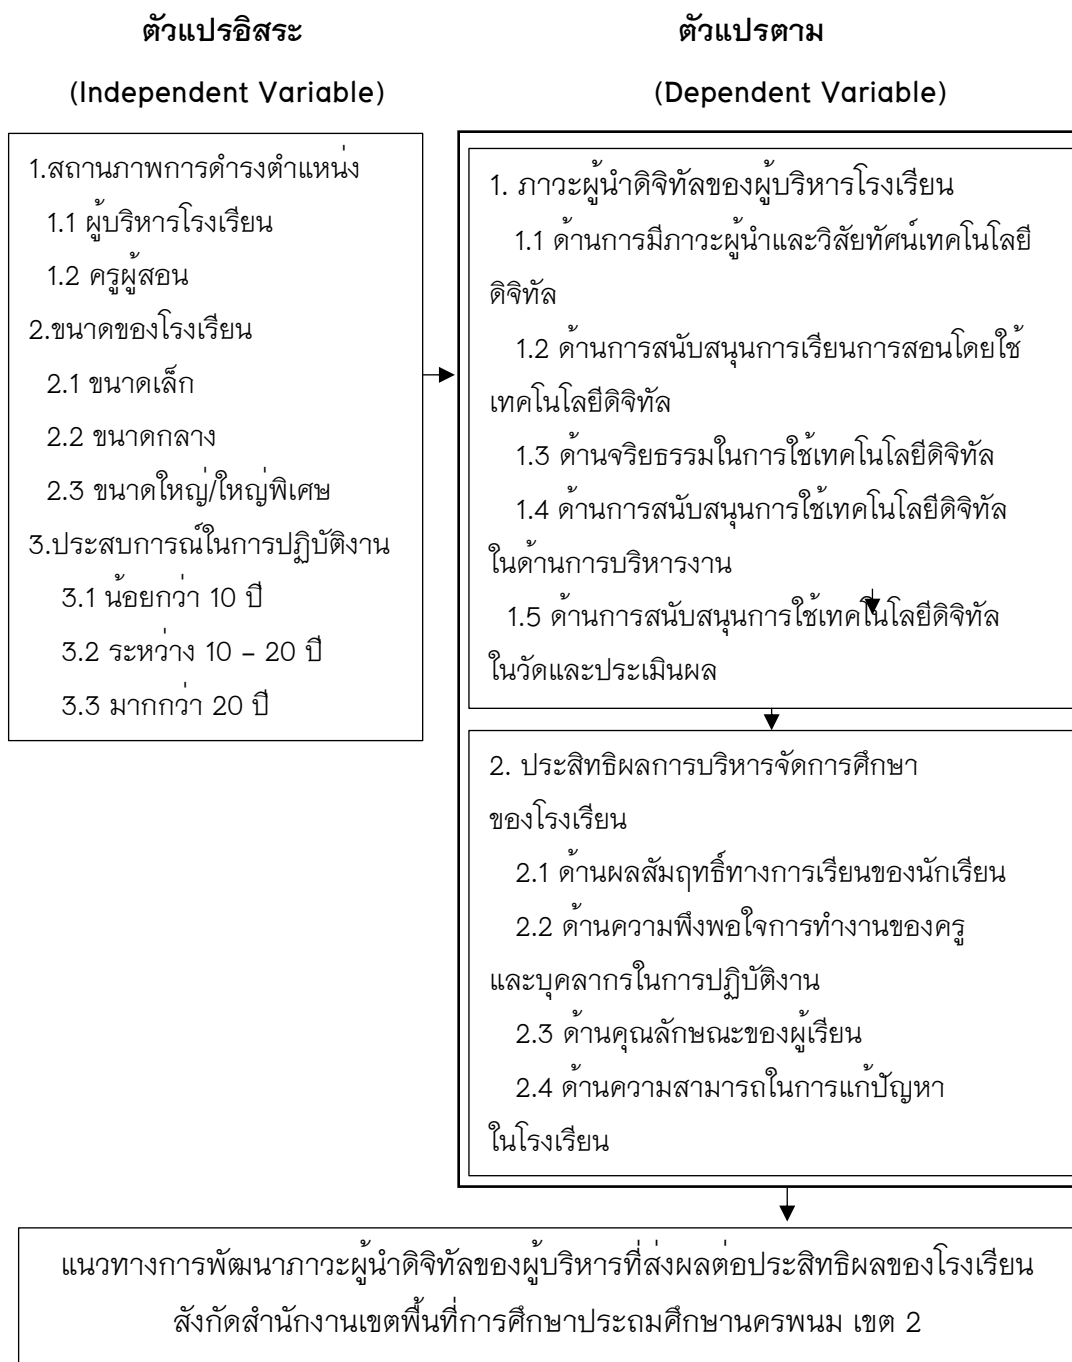 ตัวแปรอิสระ
(Independent Variable)
1.สถานภาพการดำรงตำแหน่ง
1.1 ผู้บริหารโรงเรียน
1.2 ครูผู้สอน
2.ขนาดของโรงเรียน
2.1 ขนาดเล็ก
2.2 ขนาดกลาง
2.3 ขนาดใหญ่/ใหญ่พิเศษ
3.ประสบการณ์ในการปฏิบัติงาน
3.1 น้อยกว่า 10 ปี
3.2 ระหว่าง 10 – 20 ปี
3.3 มากกว่า 20 ปี
ตัวแปรตาม
(Dependent Variable)
1. ภาวะผู้นำดิจิทัลของผู้บริหารโรงเรียน
1.1 ด้านการมีภาวะผู้นำและวิสัยทัศน์เทคโนโลยี
ดิจิทัล
1.2 ด้านการสนับสนุนการเรียนการสอนโดยใช้
เทคโนโลยีดิจิทัล
1.3 ด้านจริยธรรมในการใช้เทคโนโลยีดิจิทัล
1.4 ด้านการสนับสนุนการใช้เทคโนโลยีดิจิทัล
ในด้านการบริหารงาน
1.5 ด้านการสนับสนุนการใช้เทคโนโลยีดิจิทัล
ในวัดและประเมินผล
2. ประสิทธิผลการบริหารจัดการศึกษา
ของโรงเรียน
2.1 ด้านผลสัมฤทธิ์ทางการเรียนของนักเรียน
2.2 ด้านความพึงพอใจการทำงานของครู
และบุคลากรในการปฏิบัติงาน
2.3 ด้านคุณลักษณะของผู้เรียน
2.4 ด้านความสามารถในการแก้ปัญหา
ในโรงเรียน
แนวทางการพัฒนาภาวะผู้นำดิจิทัลของผู้บริหารที่ส่งผลต่อประสิทธิผลของโรงเรียน
สังกัดสำนักงานเขตพื้นที่การศึกษาประถมศึกษานครพนม เขต 2